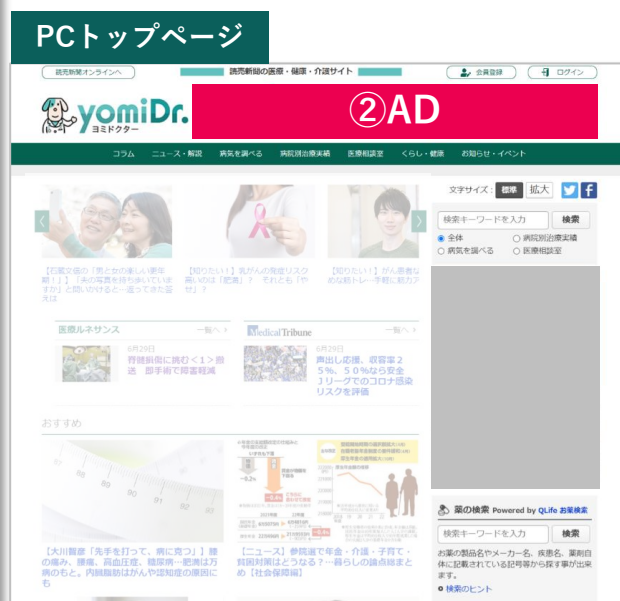 PCトップページ
読売新聞オンラインへ
読売新聞の医療・健康・介護サイト
会員登録
ログイン
yomiDr.
ヨミドクター
②AD
コラム ニュース・解説 病気を調べる 病院別治療実績 医療相談室 くらし・健康 お知らせ・イベント
文字サイズ： 標準 拡大
検索キーワードを入力 検索
全体 病院別治療実績
病気を調べる 医療相談室
【石蔵文信の「男と女の楽しい更年
期！」】「夫の写真を持ち歩いていま
すか」と問いかけると…返ってきた答
えは
【知りたい！】乳がんの発症リスク
高いのは「肥満」？ それとも「や
せ」？
【知りたい！】がん患者な
めな筋トレ…手軽に筋力ア
医療ルネサンス 一覧へ
6月29日
脊髄損傷に挑む＜1＞搬
送 即手術で障害軽減
Medical Tribune 一覧へ
6月29日
声出し応援、収容率２
５％、５０％なら安全
Ｊリーグでのコロナ感染
リスクを評価
おすすめ
87 88 89 90 91 92
【大川賢彦「先手を打って、病に克つ」】腰
の痛み、腰痛、高血圧症、糖尿病…肥満は万
病のもと。内臓脂肪はがんや認知症の原因に
も
【ニュース】参院選で年金・介護・子育て・
貧困対策はどうなる？…暮らしの論点総まと
め【社会保障編】
薬の検索 Powered by QLife お薬検索
検索キーワードを入力 検索
お薬の製品名やメーカー名、疾患名、薬剤自
体に記載されている記号等から探す事が出来
ます。
検索のヒント